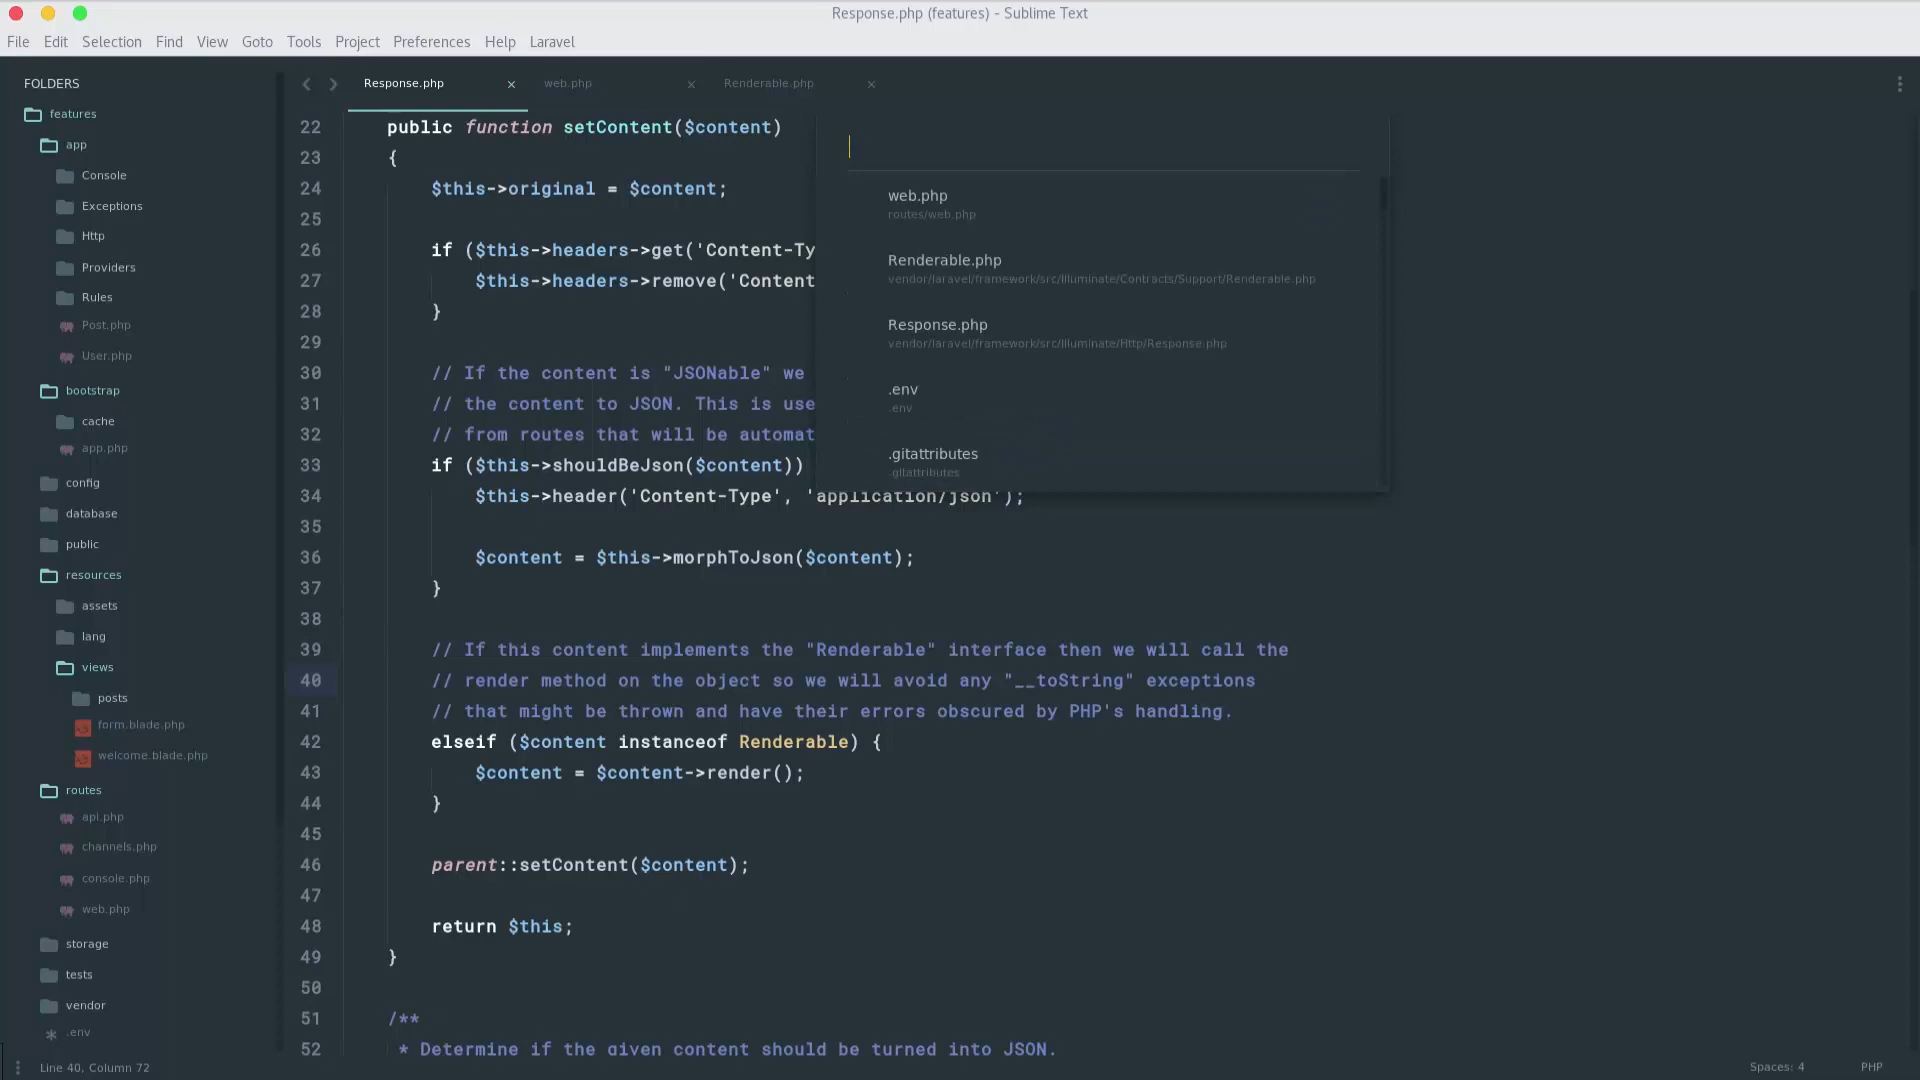 Response.php (features) - Sublime Text
File Edit Selection Find View Goto Tools Project Preferences Help Laravel
FOLDERS
features
app
Console
Exceptions
Http
Providers
Rules
Post.php
User.php
bootstrap
cache
app.php
config
database
public
resources
assets
lang
views
posts
form.blade.php
welcome.blade.php
routes
api.php
channels.php
console.php
web.php
storage
tests
vendor
.env
Response.php × web.php × Renderable.php ×
22 public function setContent($content)
23 {
24 $this->original = $content;
25
26 if ($this->headers->get('Content-Ty
27 $this->headers->remove('Content
28 }
29
30 // If the content is "JSONable" we
31 // the content to JSON. This is use
32 // from routes that will be automat
33 if ($this->shouldBeJson($content))
34 $this->header('Content-Type', 'application/json');
35
36 $content = $this->morphToJson($content);
37 }
38
39 // If this content implements the "Renderable" interface then we will call the
40 // render method on the object so we will avoid any "__toString" exceptions
41 // that might be thrown and have their errors obscured by PHP's handling.
42 elseif ($content instanceof Renderable) {
43 $content = $content->render();
44 }
45
46 parent::setContent($content);
47
48 return $this;
49 }
50
51 /**
52 * Determine if the given content should be turned into JSON.
web.php
routes/web.php
Renderable.php
vendor/laravel/framework/src/Illuminate/Contracts/Support/Renderable.php
Response.php
vendor/laravel/framework/src/Illuminate/Http/Response.php
.env
.env
.gitattributes
.gitattributes
Line 40, Column 72
Spaces: 4 PHP